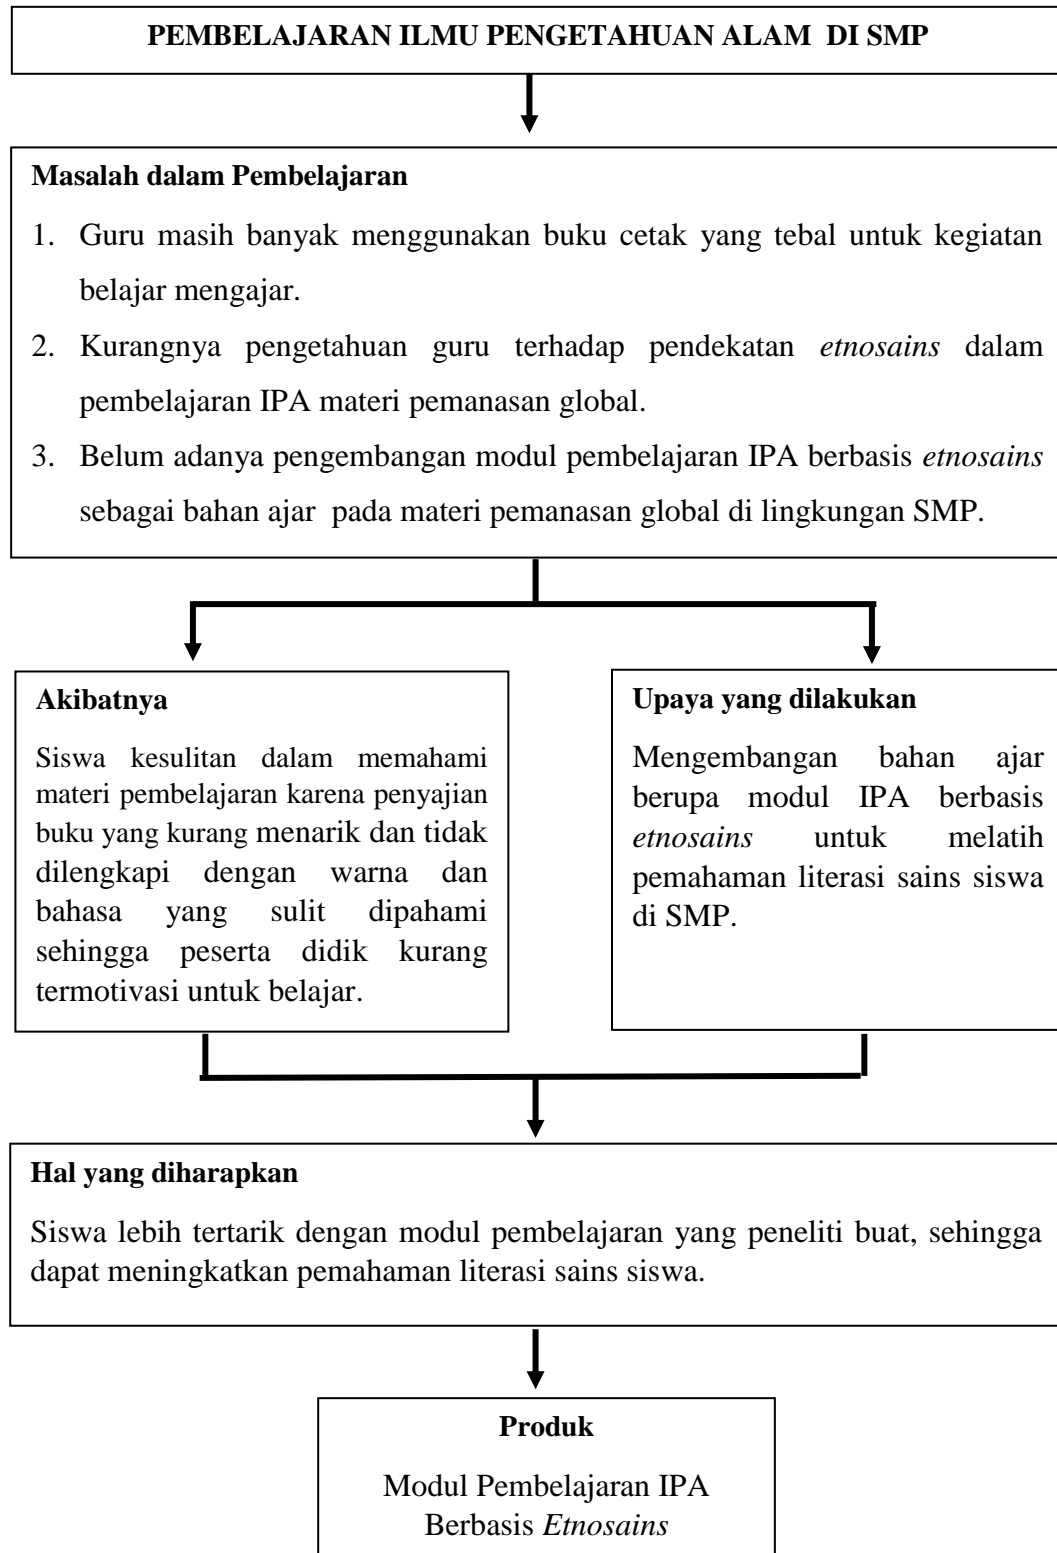 PEMBELAJARAN ILMU PENGETAHUAN ALAM DI SMP
Masalah dalam Pembelajaran
1. Guru masih banyak menggunakan buku cetak yang tebal untuk kegiatan
belajar mengajar.
2. Kurangnya pengetahuan guru terhadap pendekatan etnosains dalam
pembelajaran IPA materi pemanasan global.
3. Belum adanya pengembangan modul pembelajaran IPA berbasis etnosains
sebagai bahan ajar pada materi pemanasan global di lingkungan SMP.
Akibatnya
Siswa kesulitan dalam memahami
materi pembelajaran karena penyajian
buku yang kurang menarik dan tidak
dilengkapi dengan warna dan
bahasa yang sulit dipahami
sehingga peserta didik kurang
termotivasi untuk belajar.
Upaya yang dilakukan
Mengembangan bahan ajar
berupa modul IPA berbasis
etnosains untuk melatih
pemahaman literasi sains siswa
di SMP.
Hal yang diharapkan
Siswa lebih tertarik dengan modul pembelajaran yang peneliti buat, sehingga
dapat meningkatkan pemahaman literasi sains siswa.
Produk
Modul Pembelajaran IPA
Berbasis Etnosains